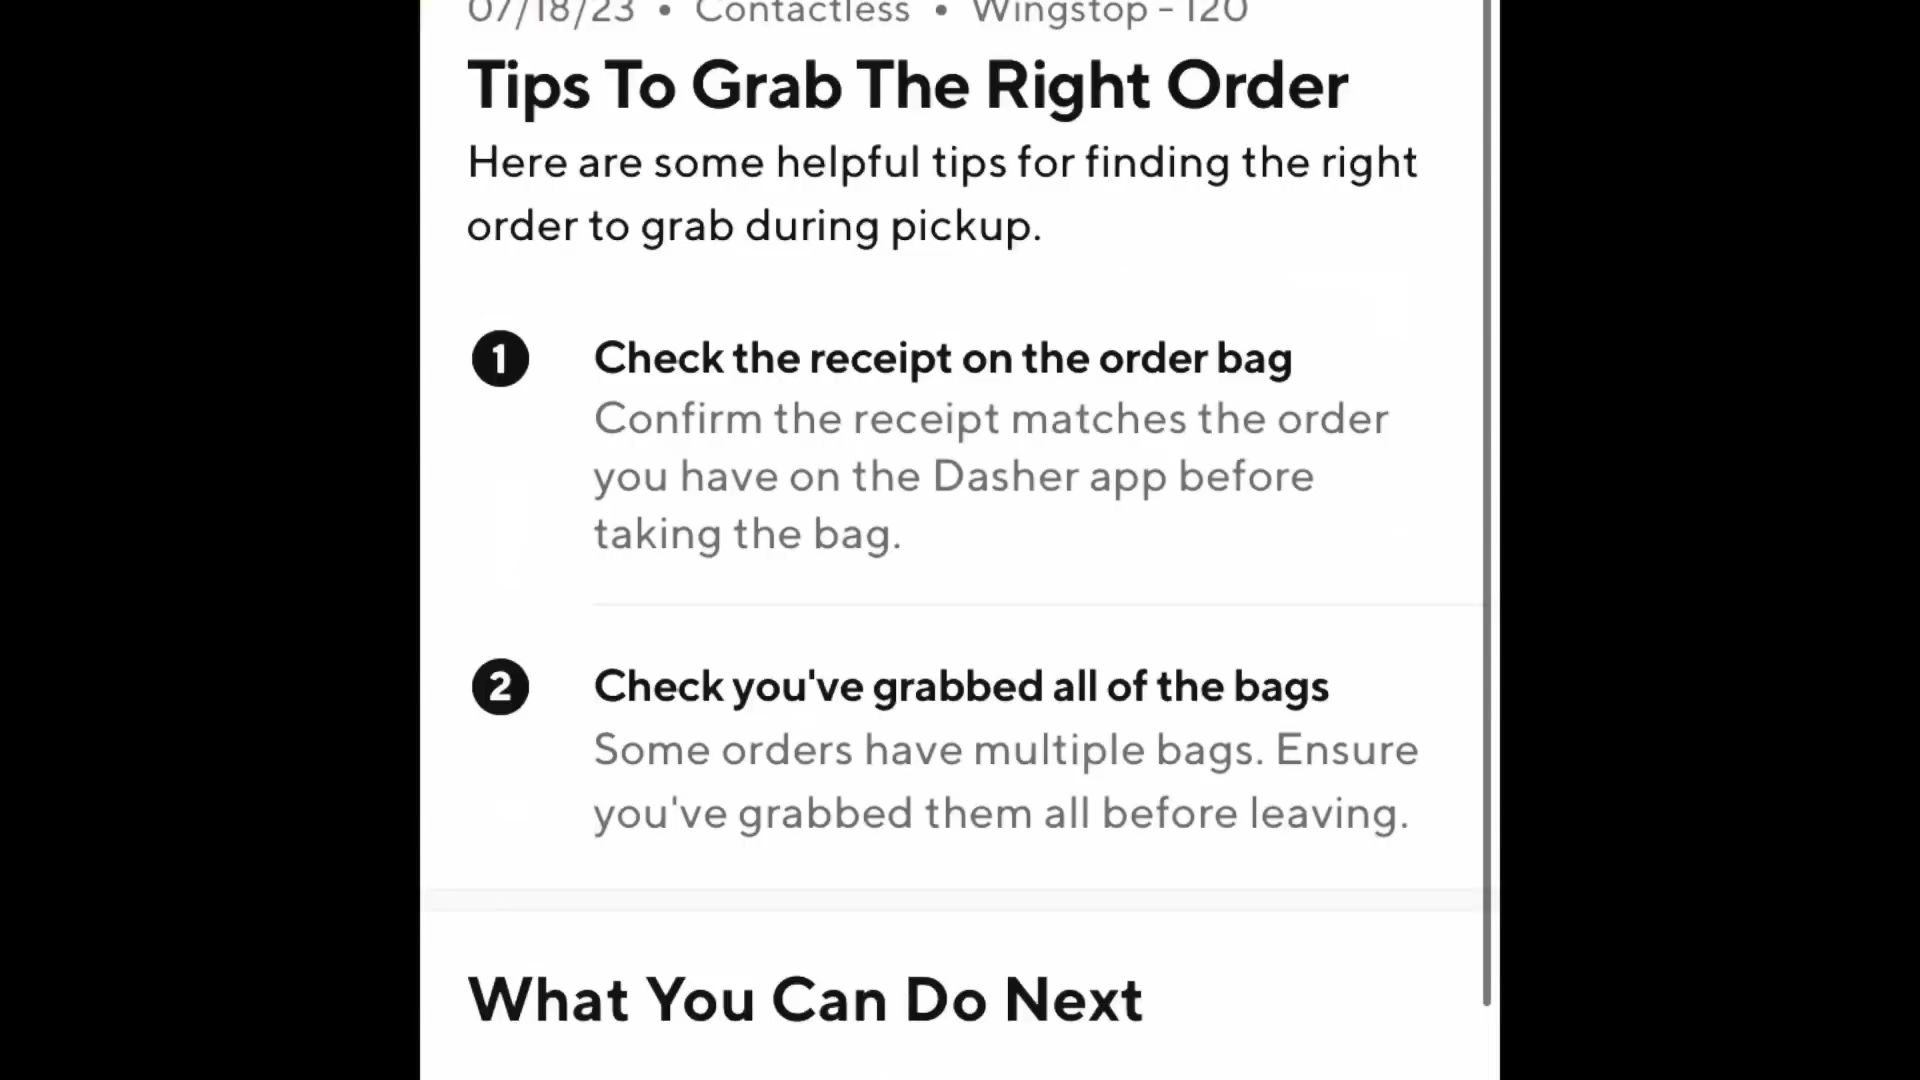 07/18/23 • Contactless • Wingstop - 120
Tips To Grab The Right Order
Here are some helpful tips for finding the right
order to grab during pickup.
1 Check the receipt on the order bag
Confirm the receipt matches the order
you have on the Dasher app before
taking the bag.
2 Check you've grabbed all of the bags
Some orders have multiple bags. Ensure
you've grabbed them all before leaving.
What You Can Do Next